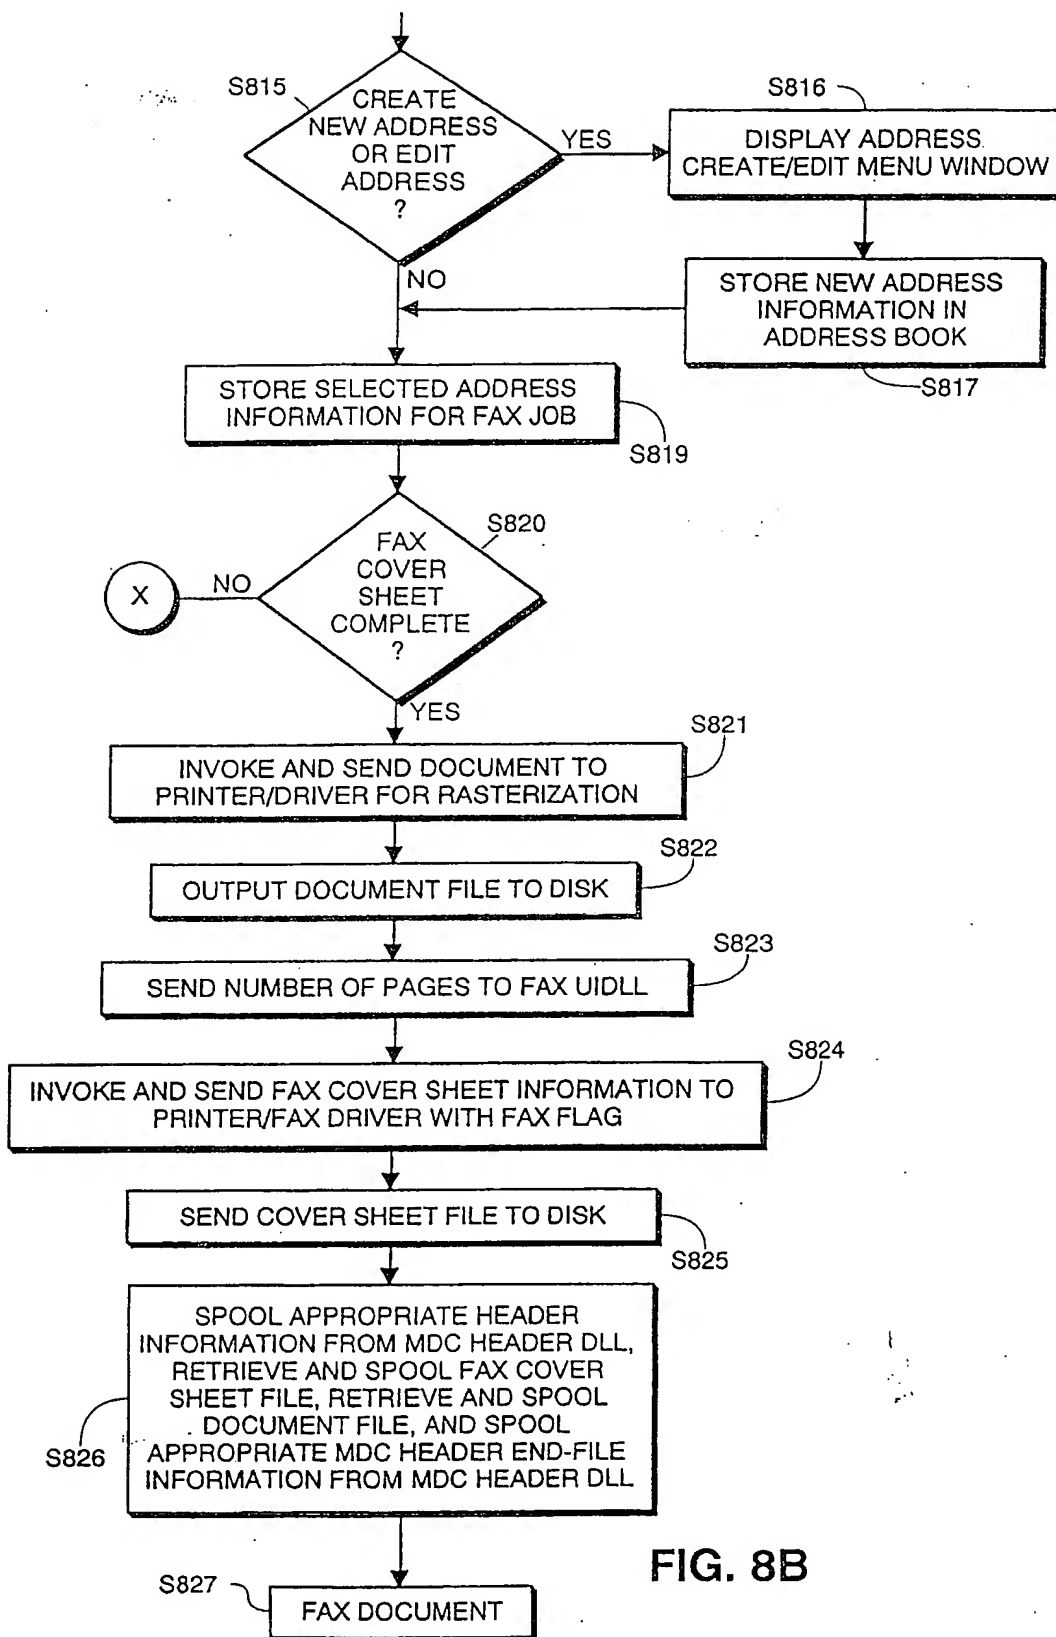 S815
CREATE
NEW ADDRESS
OR EDIT
ADDRESS
?
YES
S816
DISPLAY ADDRESS
CREATE/EDIT MENU WINDOW
NO
STORE NEW ADDRESS
INFORMATION IN
ADDRESS BOOK
S817
STORE SELECTED ADDRESS
INFORMATION FOR FAX JOB
S819
S820
FAX
COVER
SHEET
COMPLETE
?
NO
X
YES
S821
INVOKE AND SEND DOCUMENT TO
PRINTER/DRIVER FOR RASTERIZATION
S822
OUTPUT DOCUMENT FILE TO DISK
S823
SEND NUMBER OF PAGES TO FAX UIDLL
S824
INVOKE AND SEND FAX COVER SHEET INFORMATION TO
PRINTER/FAX DRIVER WITH FAX FLAG
SEND COVER SHEET FILE TO DISK
S825
SPOOL APPROPRIATE HEADER
INFORMATION FROM MDC HEADER DLL,
RETRIEVE AND SPOOL FAX COVER
SHEET FILE, RETRIEVE AND SPOOL
DOCUMENT FILE, AND SPOOL
APPROPRIATE MDC HEADER END-FILE
INFORMATION FROM MDC HEADER DLL
S826
FIG. 8B
S827
FAX DOCUMENT